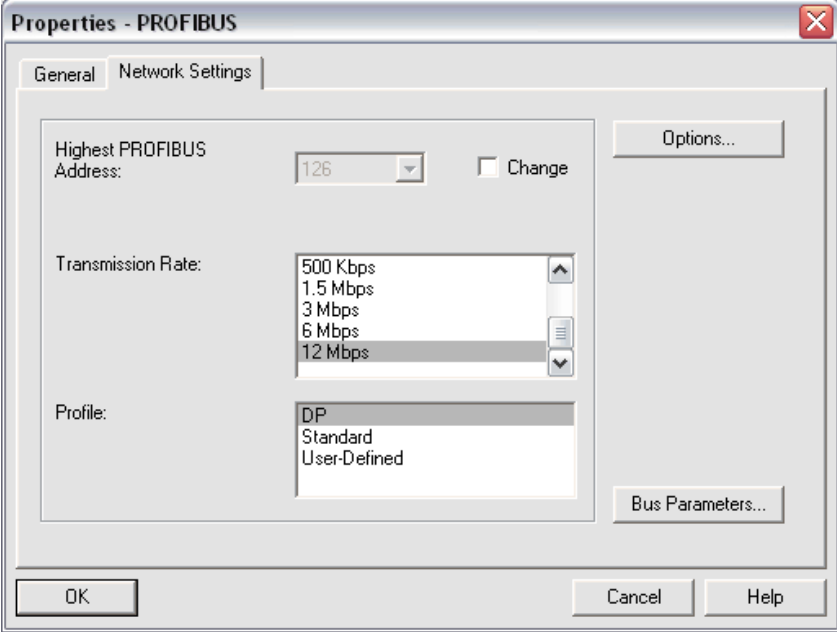 Properties - PROFIBUS
General
Network Settings
Highest PROFIBUS
Address:
126
Change
Options...
Transmission Rate:
500 Kbps
1.5 Mbps
3 Mbps
6 Mbps
12 Mbps
Profile:
DP
Standard
User-Defined
Bus Parameters...
OK
Cancel
Help